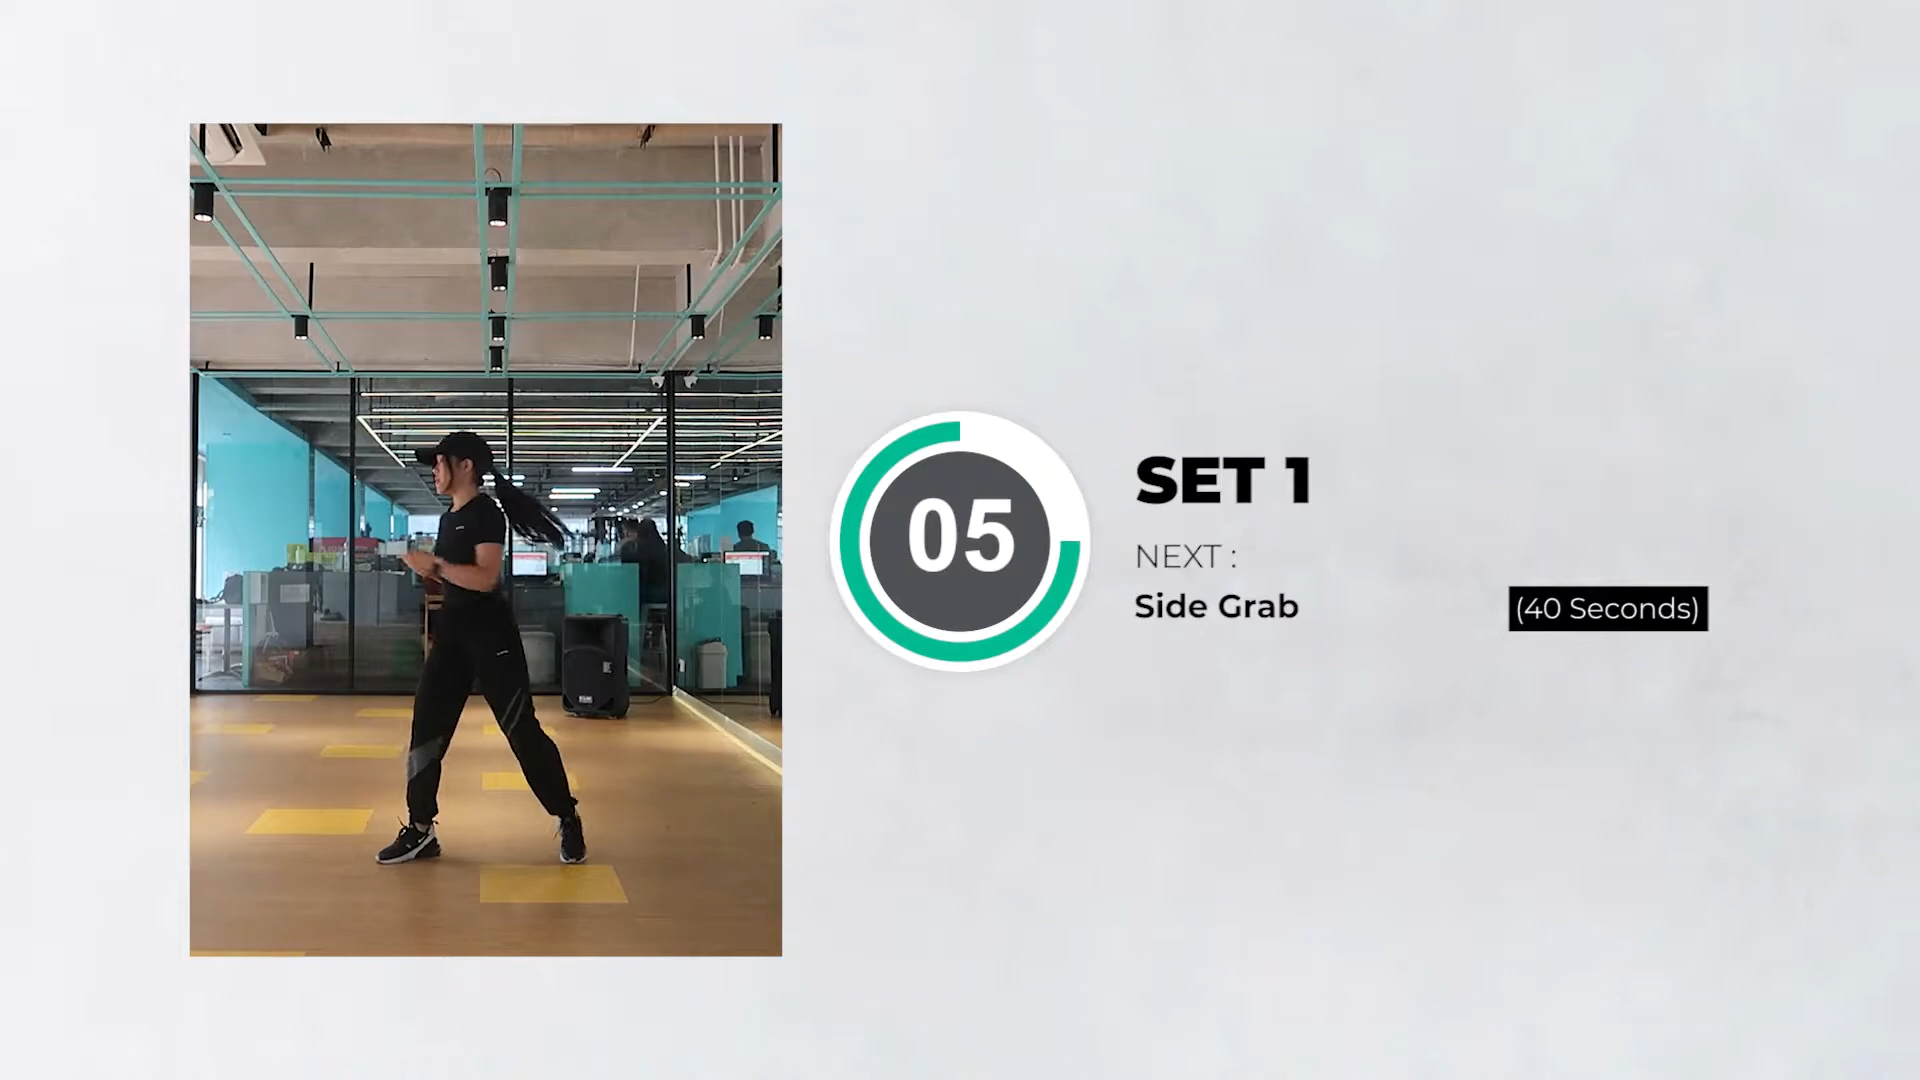 05
SET 1
NEXT :
Side Grab
(40 Seconds)